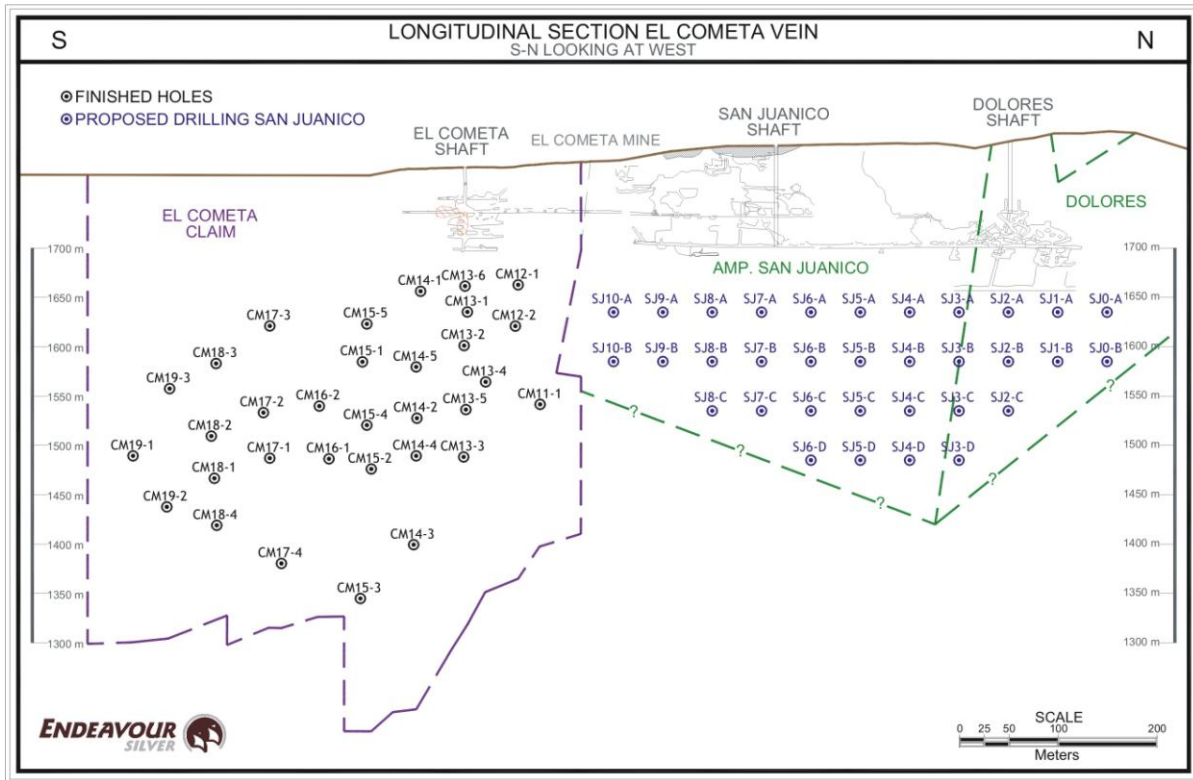 S
LONGITUDINAL SECTION EL COMETA VEIN
N
S-N LOOKING AT WEST
FINISHED HOLES
PROPOSED DRILLING SAN JUANICO
EL COMETA
SHAFT
EL COMETA MINE
SAN JUANICO
SHAFT
DOLORES
SHAFT
EL COMETA
CLAIM
DOLORES
AMP. SAN JUANICO
1700 m
1650 m
1600 m
1550 m
1500 m
1450 m
1400 m
1350 m
1300 m
CM14-1 CM13-6 CM12-1
CM13-1
CM17-3 CM15-5 CM12-2
CM13-2
CM18-3 CM15-1 CM14-5
CM19-3 CM13-4
CM17-2 CM16-2 CM13-5 CM11-1
CM15-4 CM14-2
CM18-2
CM19-1 CM17-1 CM16-1 CM14-4 CM13-3
CM15-2
CM18-1
CM19-2
CM18-4
CM14-3
CM17-4
CM15-3
SJ10-A SJ9-A SJ8-A SJ7-A SJ6-A SJ5-A SJ4-A SJ3-A SJ2-A SJ1-A SJ0-A
SJ10-B SJ9-B SJ8-B SJ7-B SJ6-B SJ5-B SJ4-B SJ3-B SJ2-B SJ1-B SJ0-B
SJ8-C SJ7-C SJ6-C SJ5-C SJ4-C SJ3-C SJ2-C
SJ6-D SJ5-D SJ4-D SJ3-D
?
?
?
?
?
1700 m
1650 m
1600 m
1550 m
1500 m
1450 m
1400 m
1350 m
1300 m
ENDEAVOUR
SILVER
SCALE
0 25 50 100 200
Meters